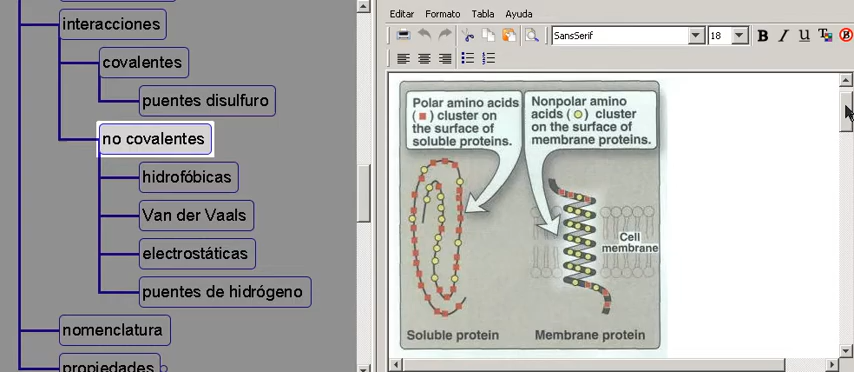 interacciones
covalentes
puentes disulfuro
no covalentes
hidrofóbicas
Van der Vaals
electrostáticas
puentes de hidrógeno
nomenclatura
propiedades
Editar Formato Tabla Ayuda
SansSerif 18 B I U
Polar amino acids
( ) cluster on
the surface of
soluble proteins.
Nonpolar amino
acids ( ) cluster
on the surface of
membrane proteins.
Cell
membrane
Soluble protein
Membrane protein